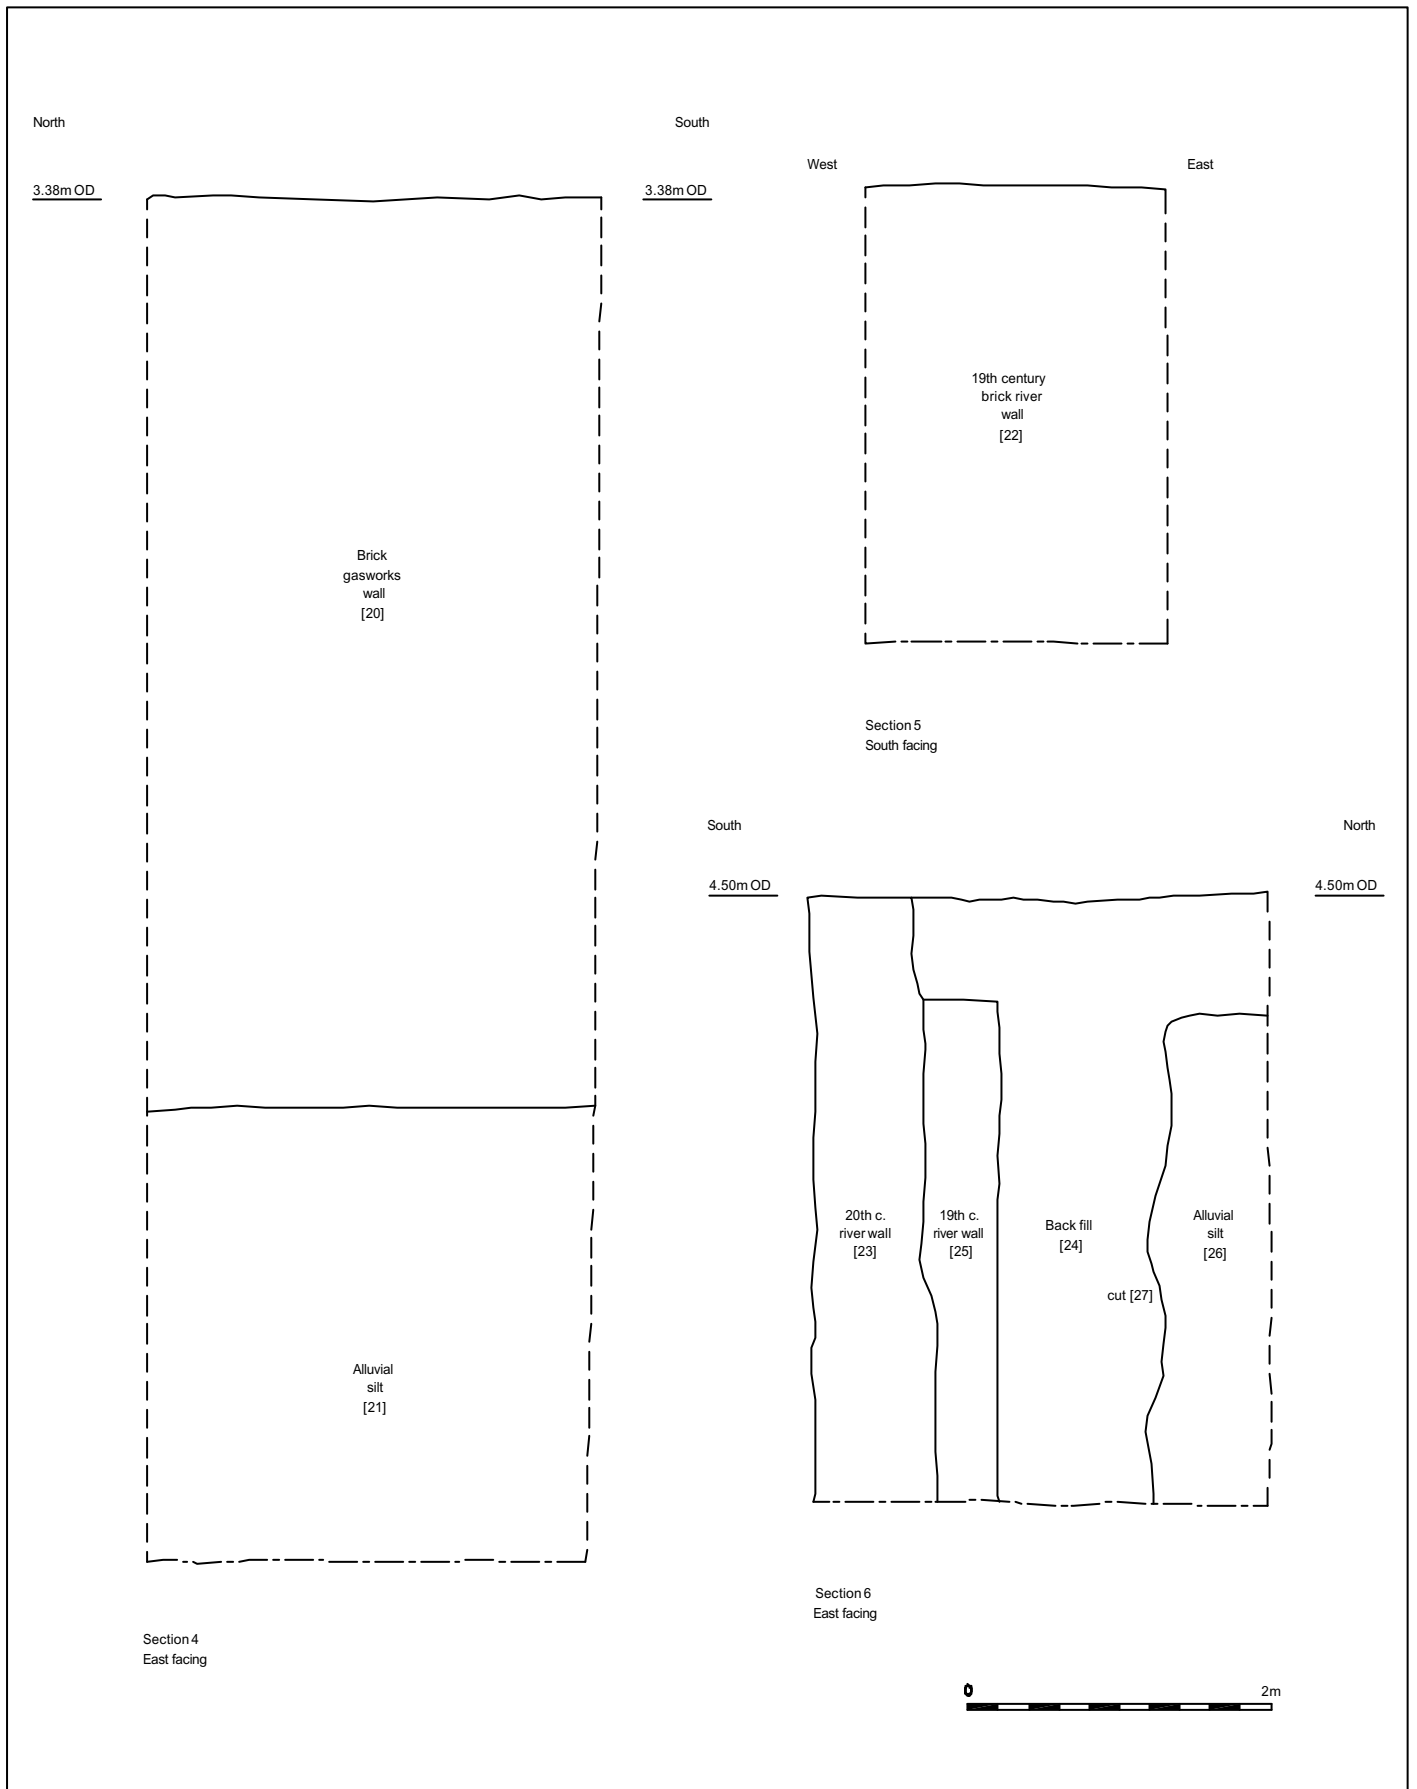 North
South
3.38m OD
3.38m OD
Brick
gasworks
wall
[20]
Alluvial
silt
[21]
Section 4
East facing
West
East
19th century
brick river
wall
[22]
Section 5
South facing
South
North
4.50m OD
4.50m OD
20th c.
river wall
[23]
19th c.
river wall
[25]
Back fill
[24]
cut [27]
Alluvial
silt
[26]
Section 6
East facing
0
2m